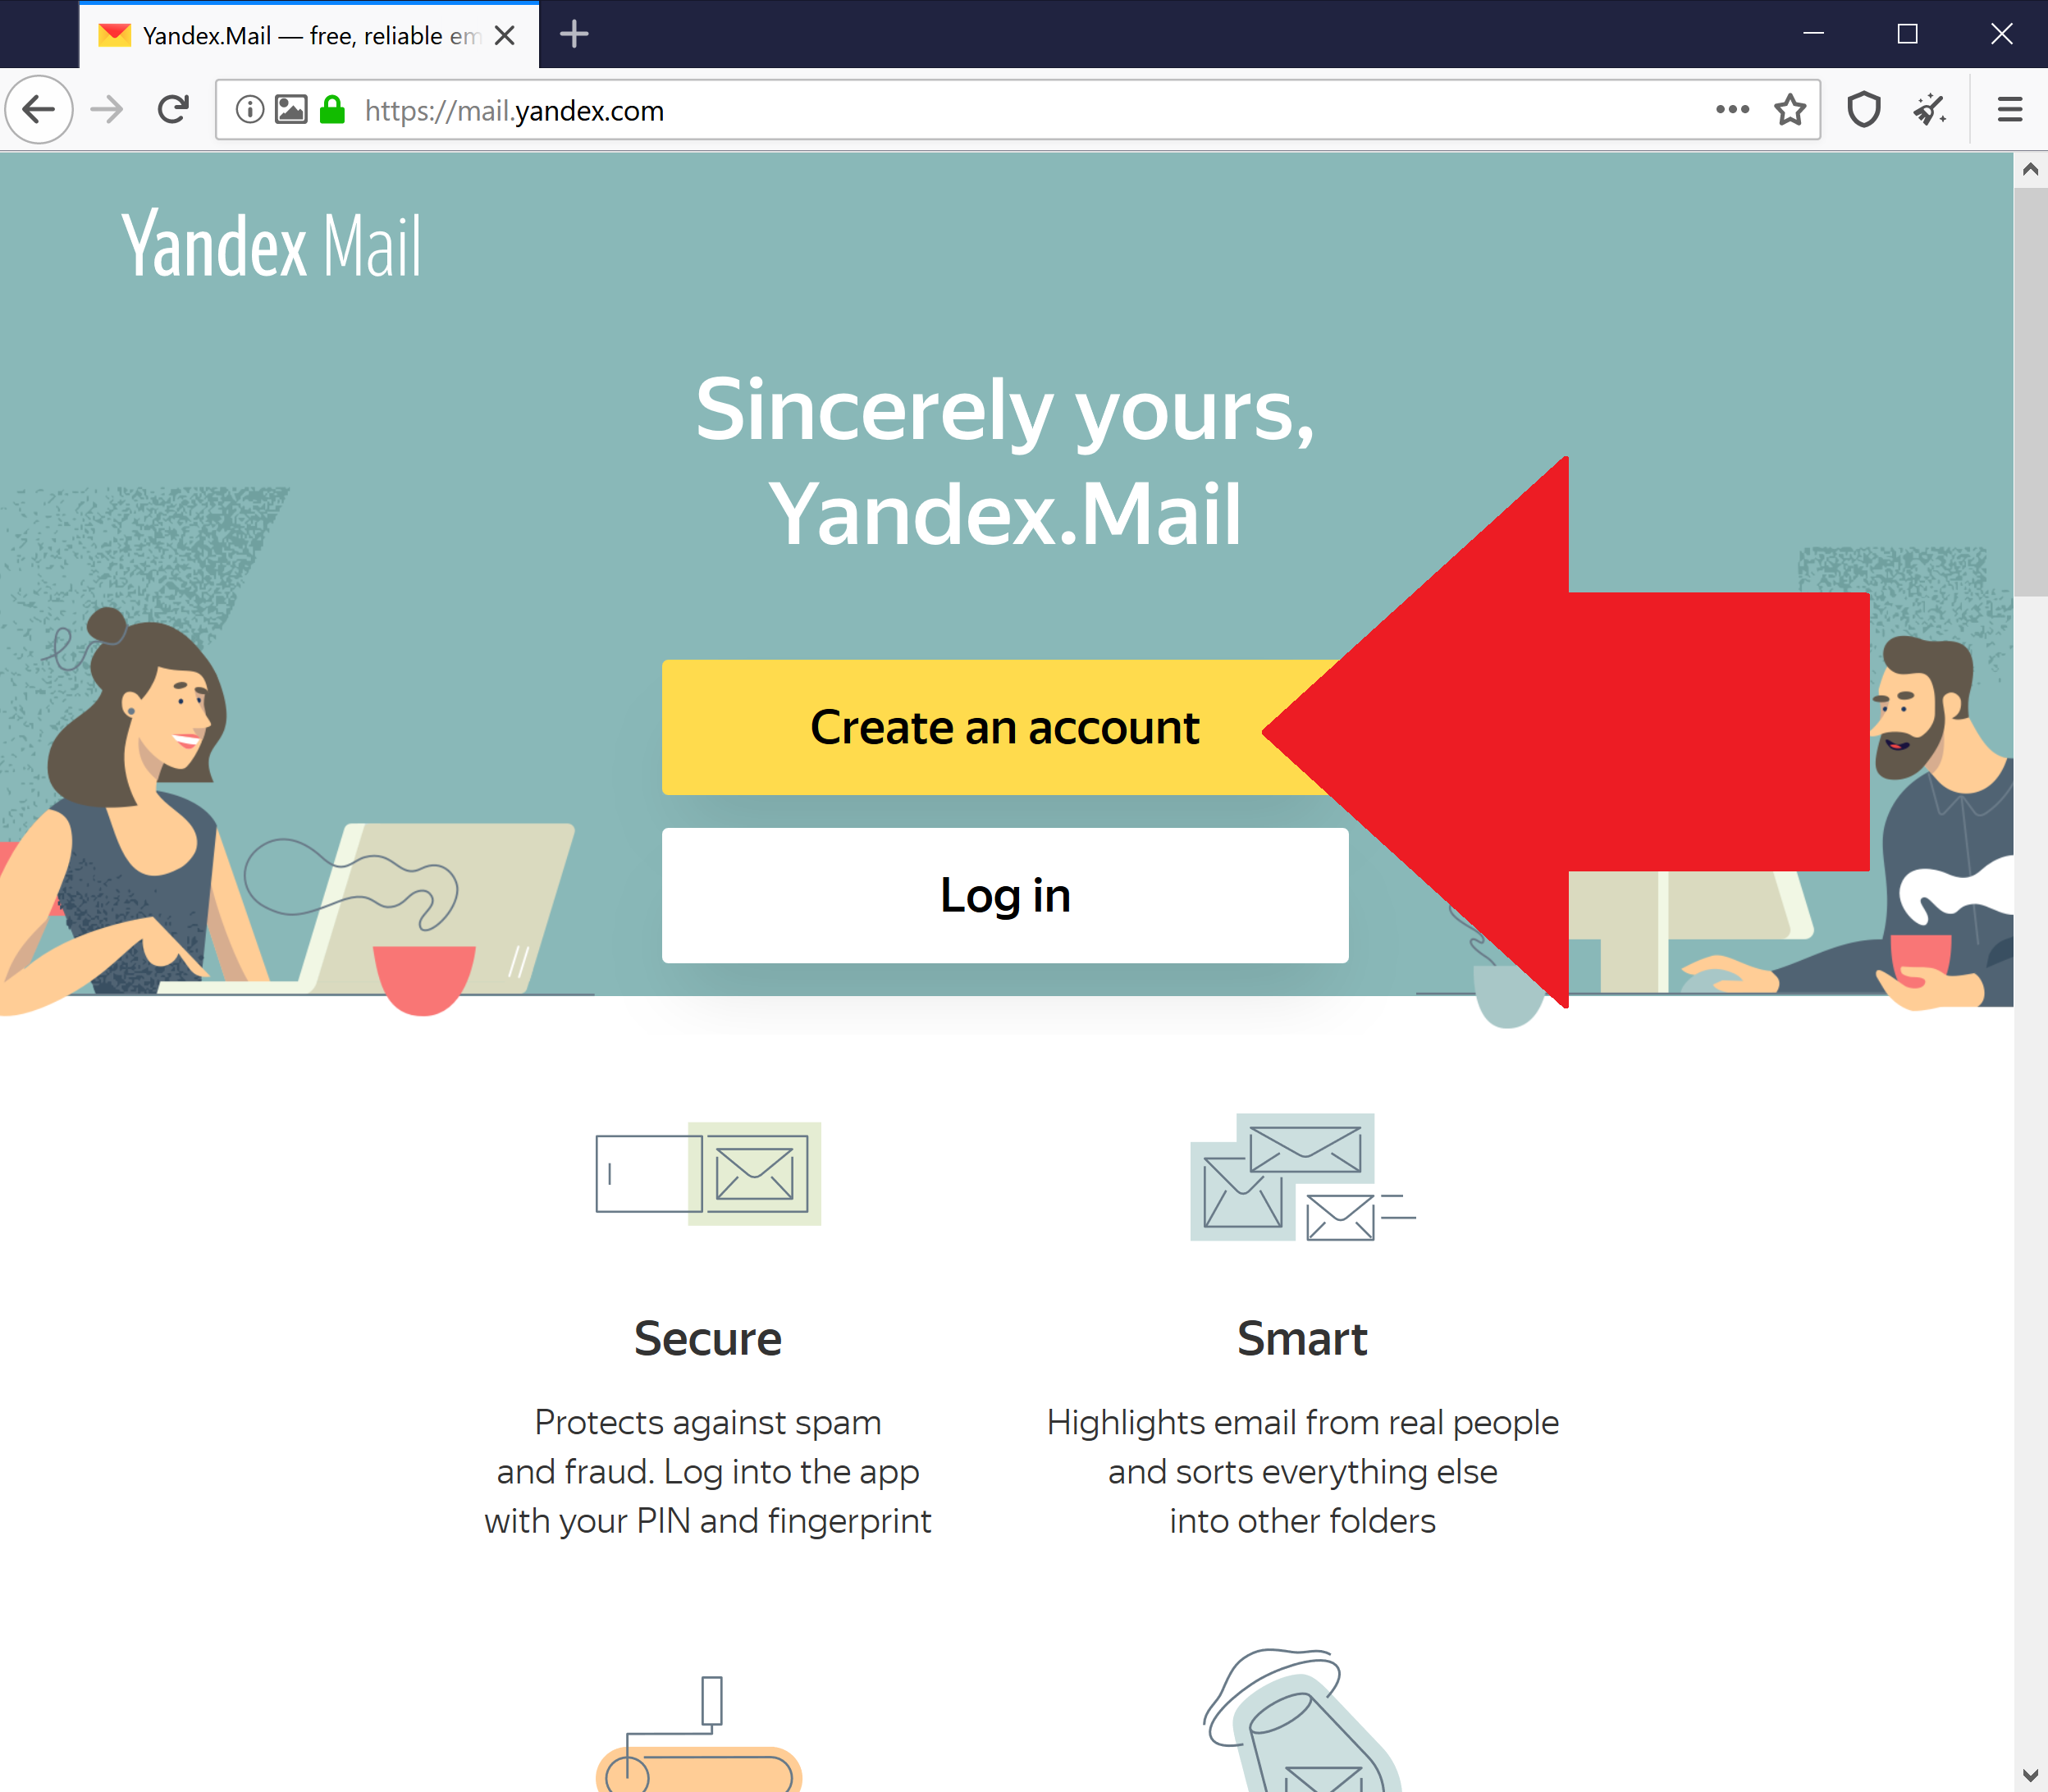 Yandex.Mail — free, reliable em
https://mail.yandex.com
Yandex Mail
Sincerely yours,
Yandex.Mail
Create an account
Log in
Secure
Protects against spam
and fraud. Log into the app
with your PIN and fingerprint
Smart
Highlights email from real people
and sorts everything else
into other folders